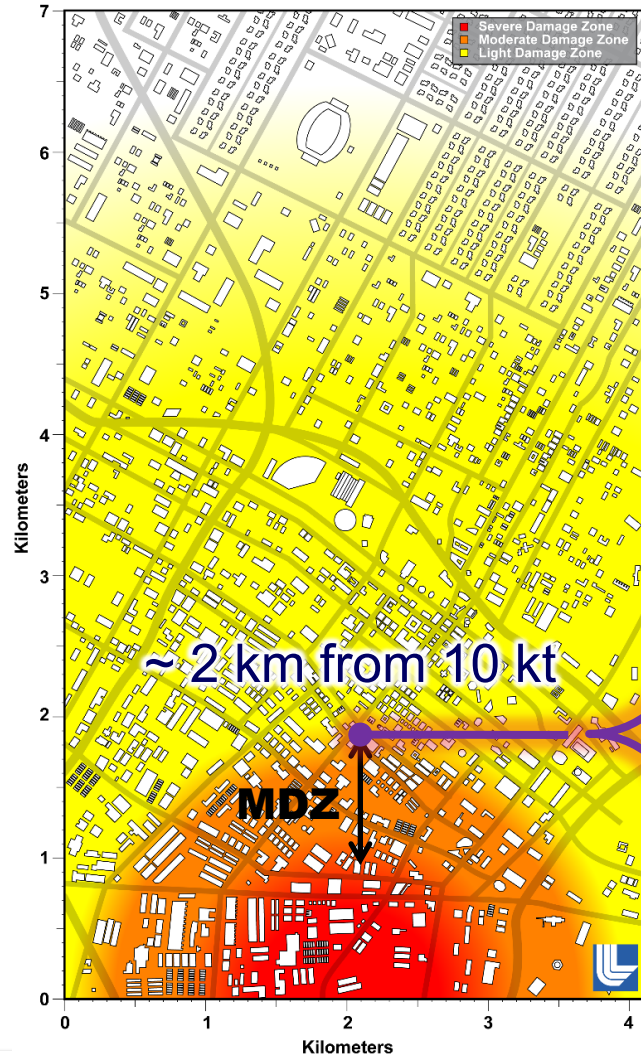 7
Severe Damage Zone
Moderate Damage Zone
Light Damage Zone
6
5
4
Kilometers
3
~ 2 km from 10 kt
2
MDZ
1
0
0 1 2 3 4
Kilometers